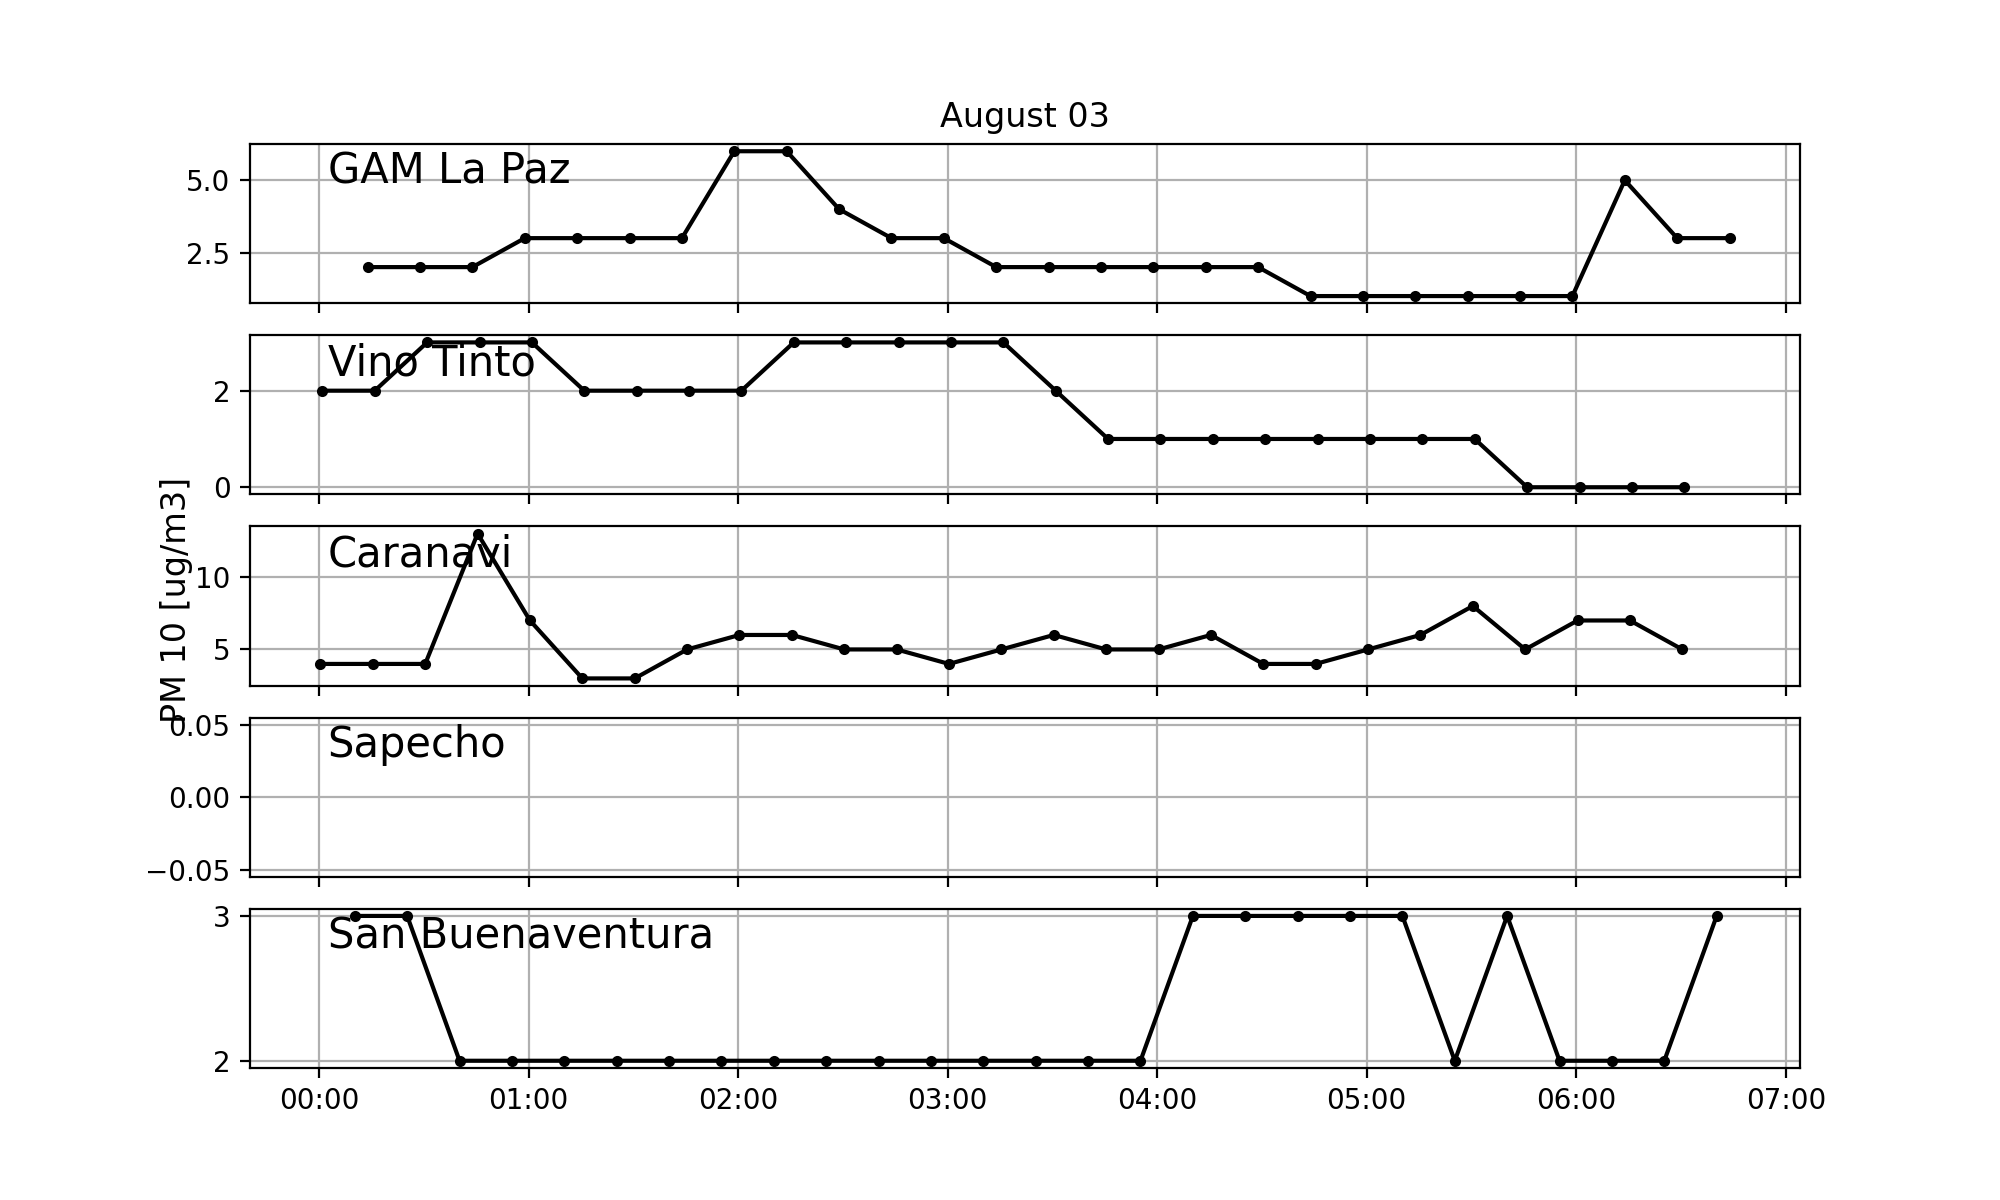 August 03
GAM La Paz
5.0
2.5
Vino Tinto
2
0
PM 10 [ug/m3]
Caranavi
10
5
Sapecho
0.05
0.00
−0.05
San Buenaventura
3
2
00:00 01:00 02:00 03:00 04:00 05:00 06:00 07:00